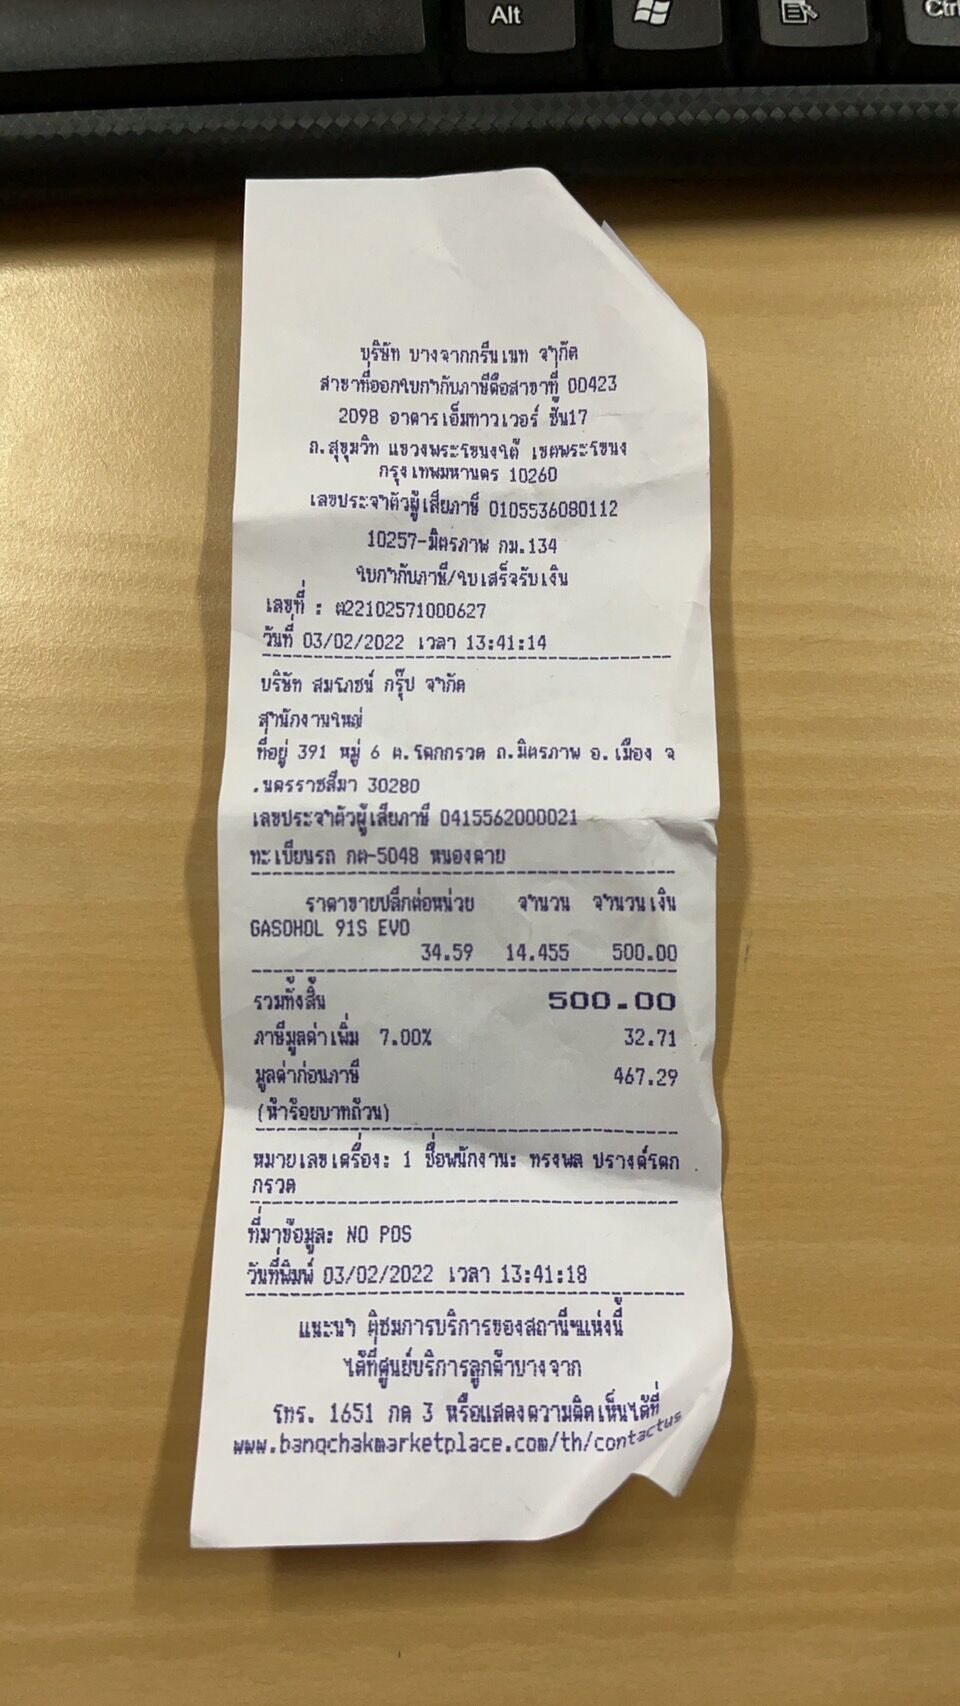 Alt
Ctrl
บริษัท บางจากกรีนเนท จำกัด
สาขาที่ออกใบกำกับภาษีคือสาขาที่ 00423
2098 อาคารเอ็มทาวเวอร์ ชั้น17
ถ.สุขุมวิท แขวงพระโขนงใต้ เขตพระโขนง
กรุงเทพมหานคร 10260
เลขประจำตัวผู้เสียภาษี 0105536080112
10257-มิตรภาพ กม.134
ใบกำกับภาษี/ใบเสร็จรับเงิน
เลขที่ : ต22102571000627
วันที่ 03/02/2022 เวลา 13:41:14
บริษัท สมโภชน์ กรุ๊ป จำกัด
สำนักงานใหญ่
ที่อยู่ 391 หมู่ 6 ต.โคกกรวด ถ.มิตรภาพ อ.เมือง จ
.นครราชสีมา 30280
เลขประจำตัวผู้เสียภาษี 0415562000021
ทะเบียนรถ กต-5048 หนองคาย
ราคาขายปลีกต่อหน่วย จำนวน จำนวนเงิน
GASOHOL 91S EVO
34.59 14.455 500.00
รวมทั้งสิ้น 500.00
ภาษีมูลค่าเพิ่ม 7.00% 32.71
มูลค่าก่อนภาษี 467.29
(ห้าร้อยบาทถ้วน)
หมายเลขเครื่อง: 1 ชื่อพนักงาน: ทรงพล ปรางค์โคก
กรวด
ที่มาข้อมูล: NO POS
วันที่พิมพ์ 03/02/2022 เวลา 13:41:18
แนะนำ ติชมการบริการของสถานีฯแห่งนี้
ได้ที่ศูนย์บริการลูกค้าบางจาก
โทร. 1651 กด 3 หรือแสดงความคิดเห็นได้ที่
www.bangchakmarketplace.com/th/contactus